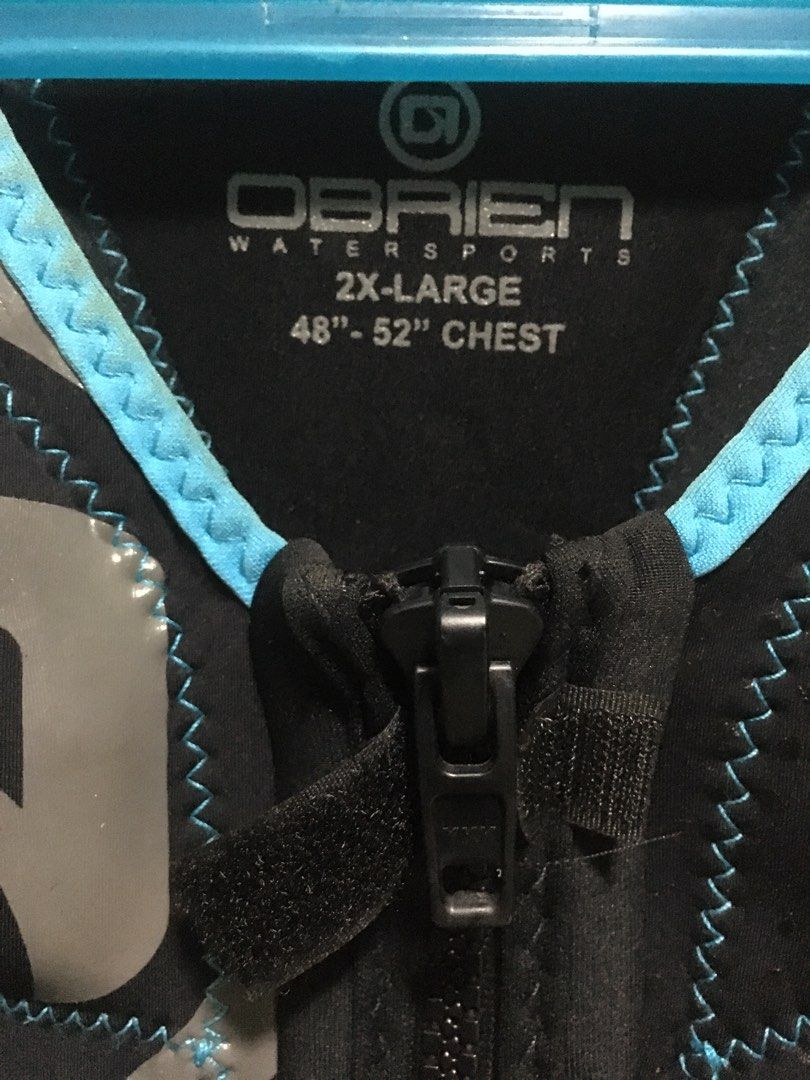 OBRIEN
WATERSPORTS
2X-LARGE
48”- 52” CHEST